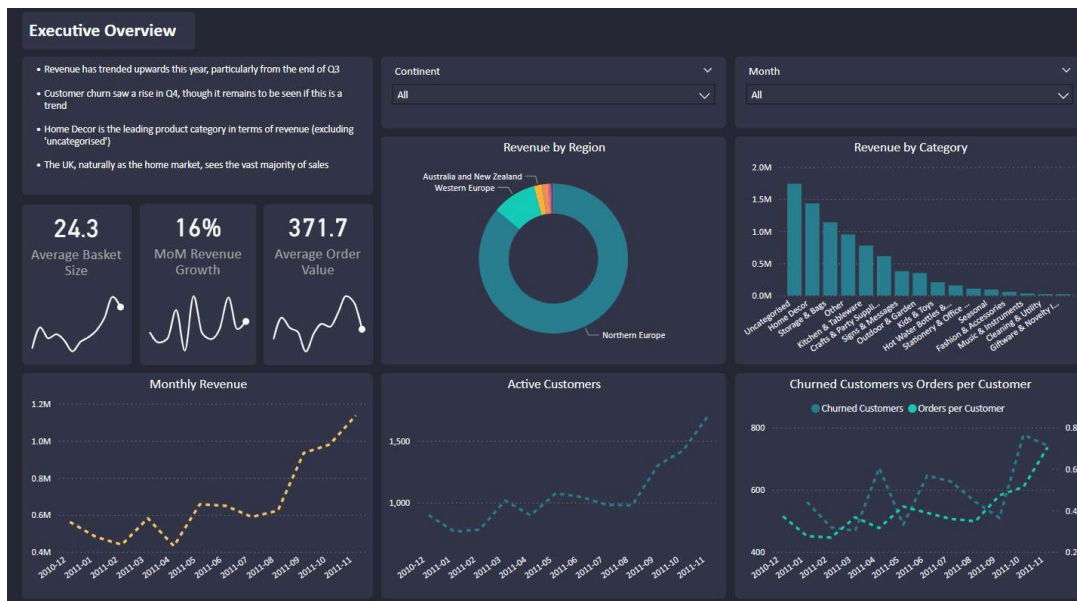 Executive Overview
• Revenue has trended upwards this year, particularly from the end of Q3
• Customer churn saw a rise in Q4, though it remains to be seen if this is a
trend
• Home Decor is the leading product category in terms of revenue (excluding
'uncategorised')
• The UK, naturally as the home market, sees the vast majority of sales
Continent
All
Month
All
24.3
Average Basket
Size
16%
MoM Revenue
Growth
371.7
Average Order
Value
Revenue by Region
Australia and New Zealand
Western Europe
Northern Europe
Revenue by Category
2.0M
1.5M
1.0M
0.5M
0.0M
Uncategorised
Home Decor
Storage & Bags
Other
Kitchen & Tableware
Crafts & Party Suppli...
Signs & Messages
Outdoor & Garden
Kids & Toys
Hot Water Bottles &...
Stationery & Office ...
Seasonal
Fashion & Accessories
Music & Instruments
Cleaning & Utility
Giftware & Novelty I...
Monthly Revenue
1.2M
1.0M
0.8M
0.6M
0.4M
2010-12
2011-01
2011-02
2011-03
2011-04
2011-05
2011-06
2011-07
2011-08
2011-09
2011-10
2011-11
Active Customers
1,500
1,000
2010-12
2011-01
2011-02
2011-03
2011-04
2011-05
2011-06
2011-07
2011-08
2011-09
2011-10
2011-11
Churned Customers vs Orders per Customer
Churned Customers Orders per Customer
800
600
400
0.8
0.6
0.4
0.2
2010-12
2011-01
2011-02
2011-03
2011-04
2011-05
2011-06
2011-07
2011-08
2011-09
2011-10
2011-11